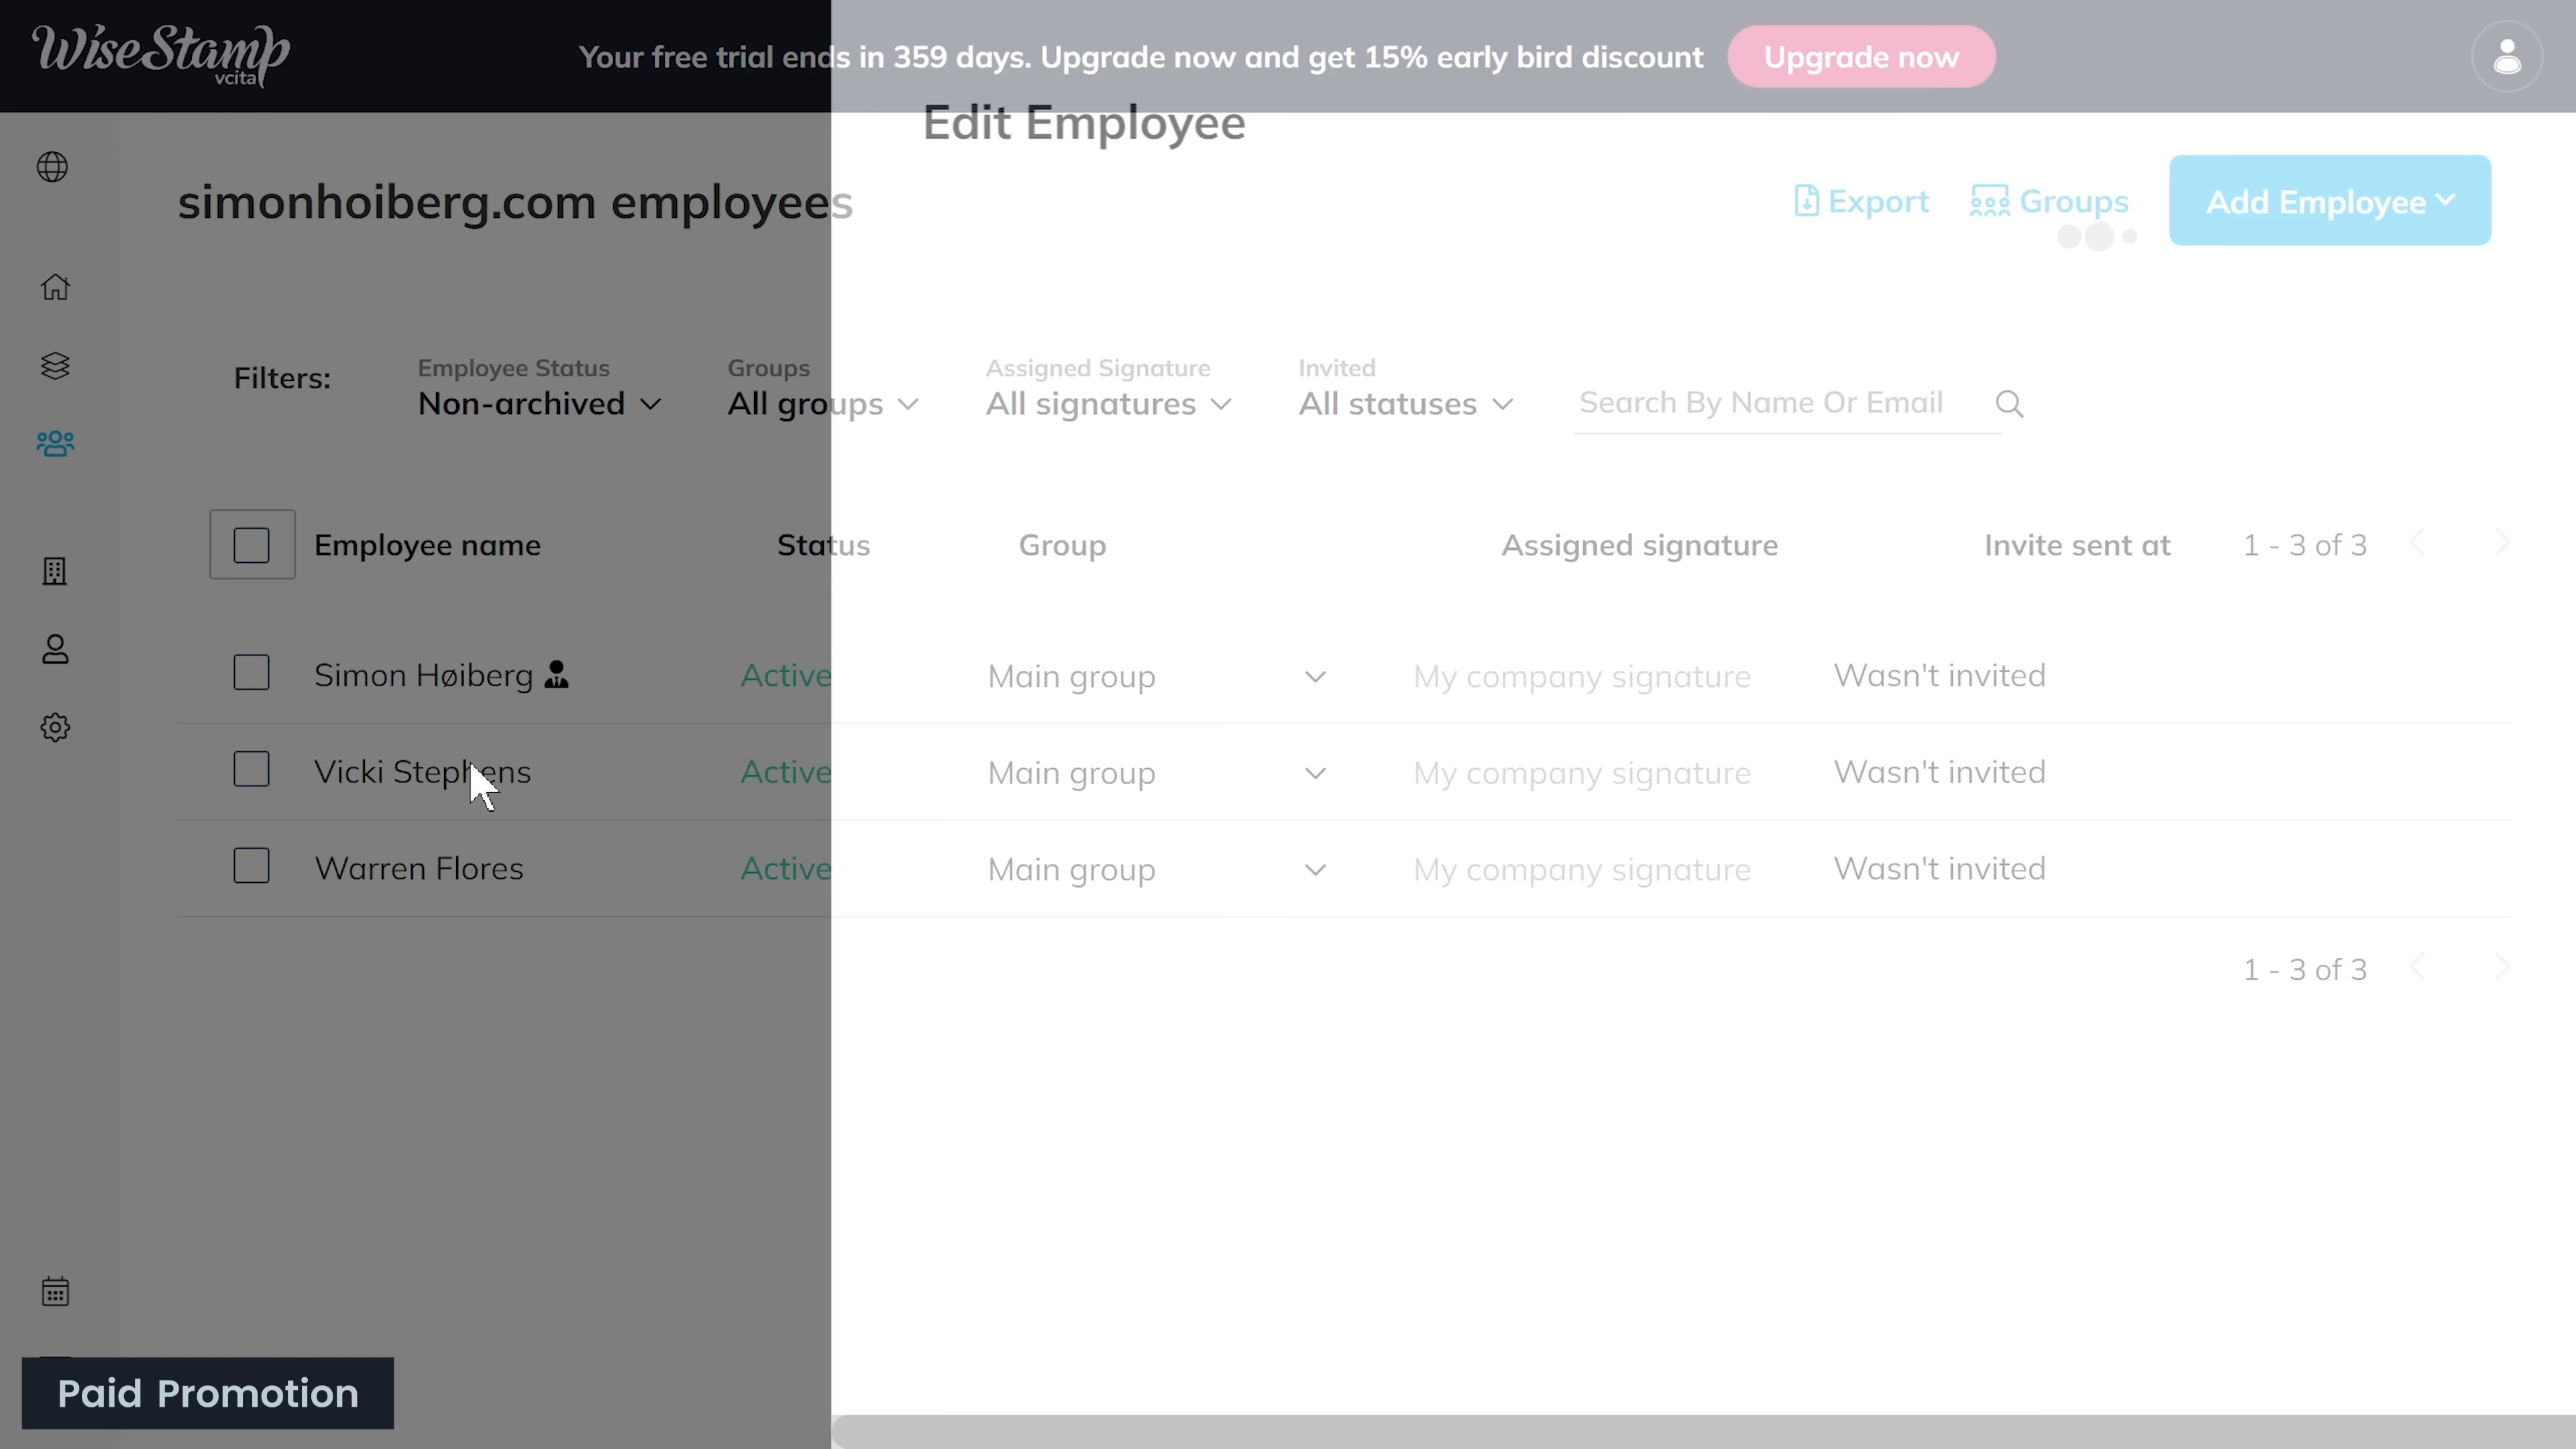 WiseStamp
vcita
Your free trial ends in 359 days. Upgrade now and get 15% early bird discount
Upgrade now
Edit Employee
simonhoiberg.com employees
Export
Groups
Add Employee
Filters:
Employee Status
Non-archived
Groups
All groups
Assigned Signature
All signatures
Invited
All statuses
Search By Name Or Email
Employee name Status Group Assigned signature Invite sent at 1 - 3 of 3
Simon Høiberg Active Main group My company signature Wasn't invited
Vicki Stephens Active Main group My company signature Wasn't invited
Warren Flores Active Main group My company signature Wasn't invited
1 - 3 of 3
Paid Promotion